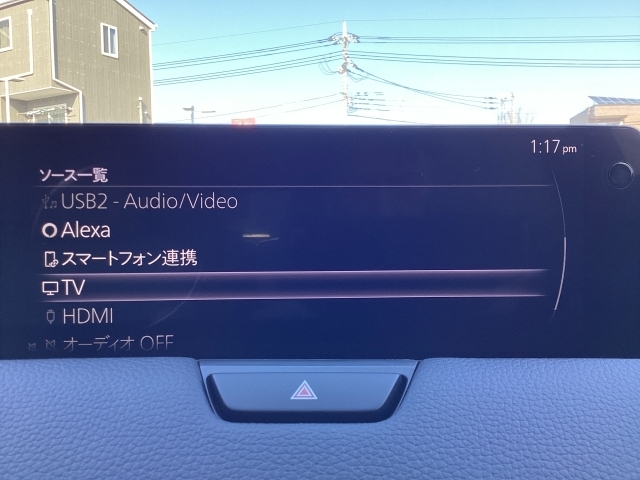 1:17 pm
ソース一覧
USB2 - Audio/Video
Alexa
スマートフォン連携
TV
HDMI
オーディオ OFF